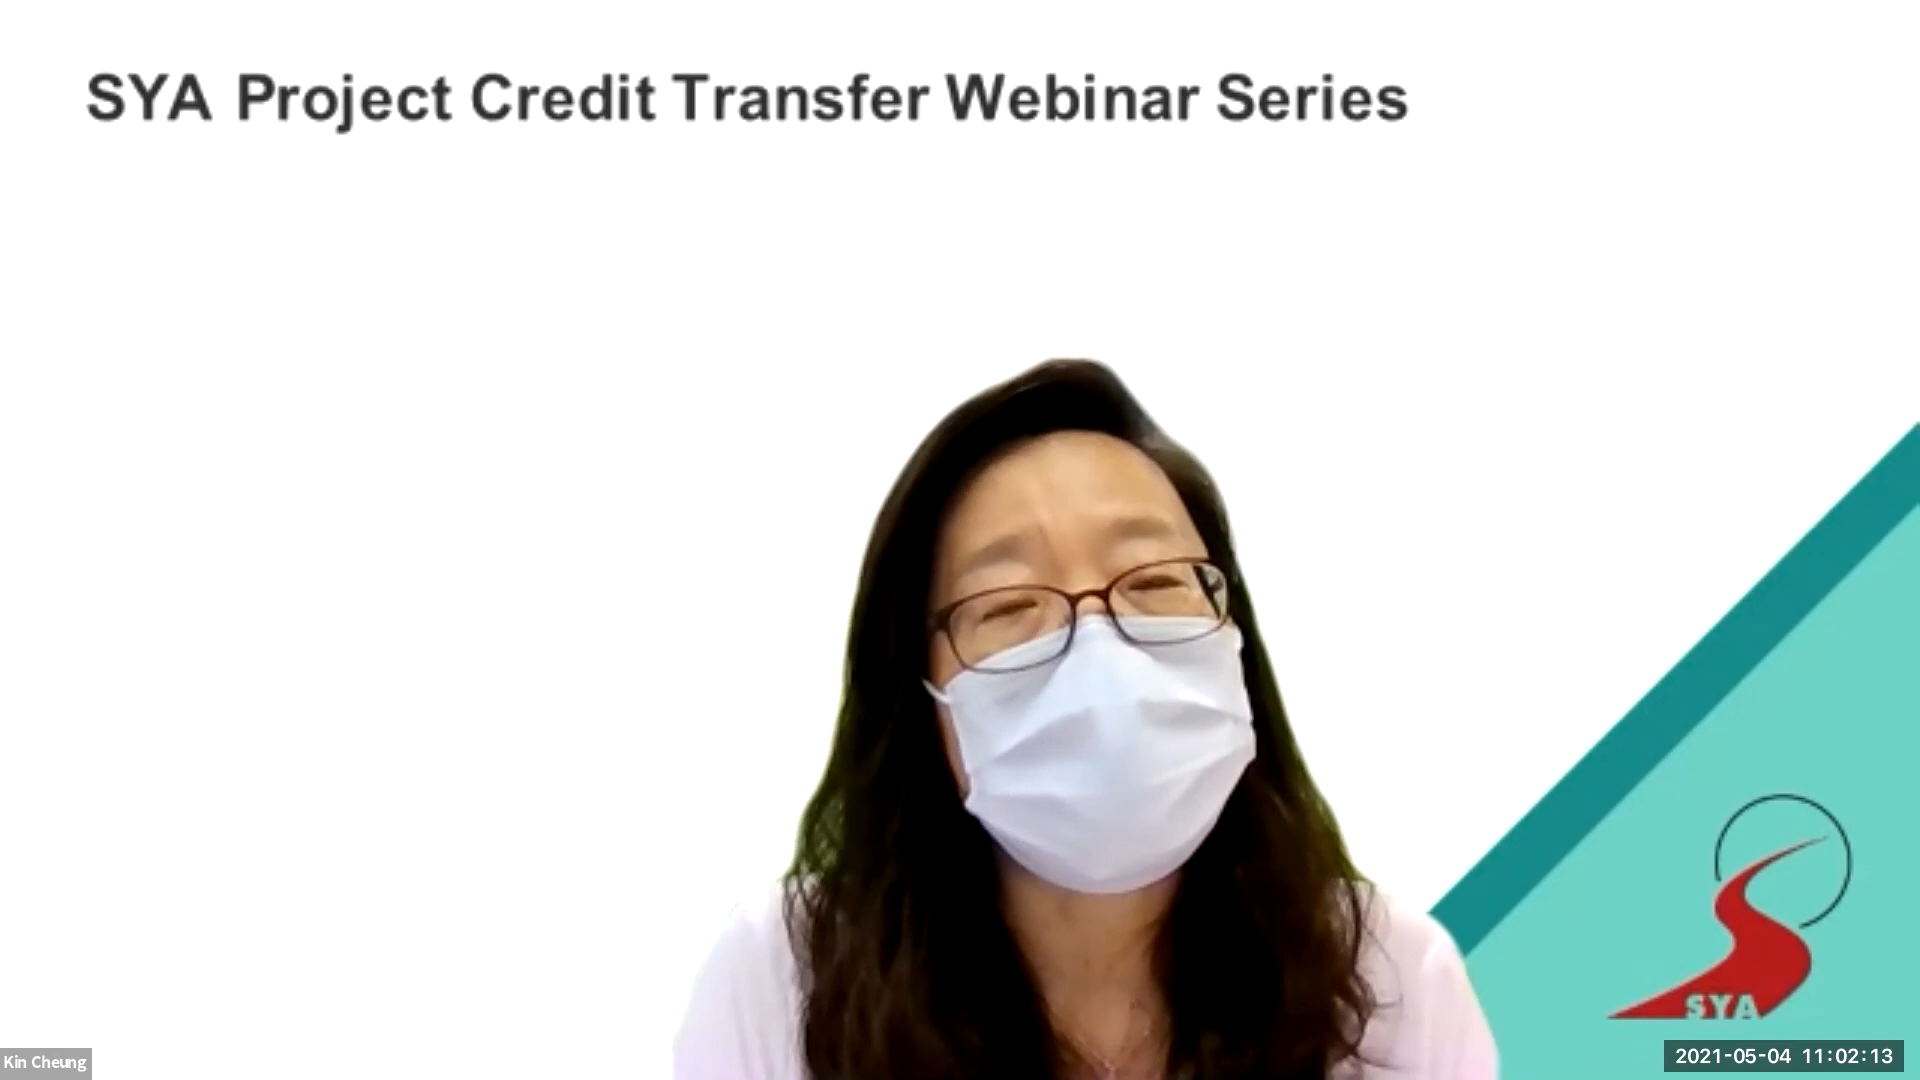 SYA Project Credit Transfer Webinar Series
SYA
Kin Cheung
2021-05-04 11:02:13